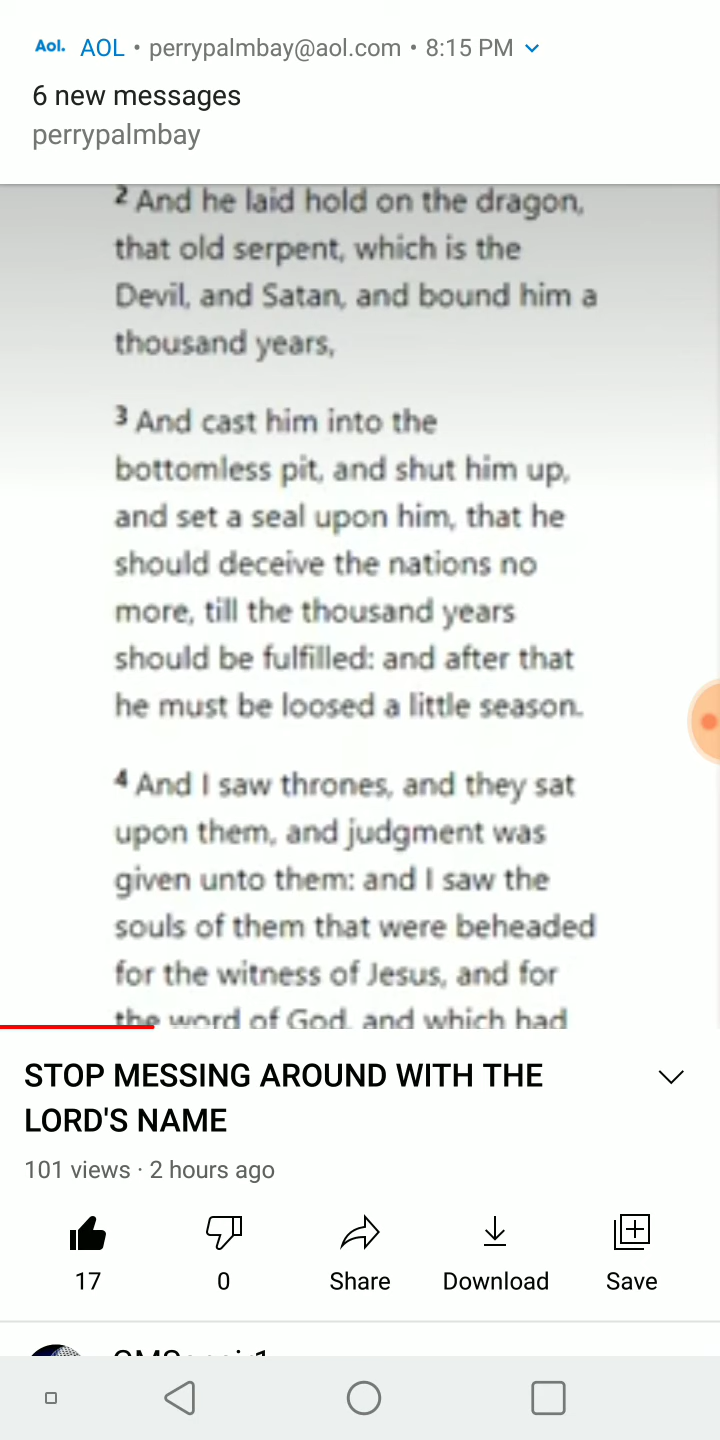 Aol. AOL • perrypalmbay@aol.com • 8:15 PM
6 new messages
perrypalmbay
2 And he laid hold on the dragon,
that old serpent, which is the
Devil, and Satan, and bound him a
thousand years,
3 And cast him into the
bottomless pit, and shut him up,
and set a seal upon him, that he
should deceive the nations no
more, till the thousand years
should be fulfilled: and after that
he must be loosed a little season.
4 And I saw thrones, and they sat
upon them, and judgment was
given unto them: and I saw the
souls of them that were beheaded
for the witness of Jesus, and for
the word of God, and which had
STOP MESSING AROUND WITH THE
LORD'S NAME
101 views · 2 hours ago
17 0 Share Download Save